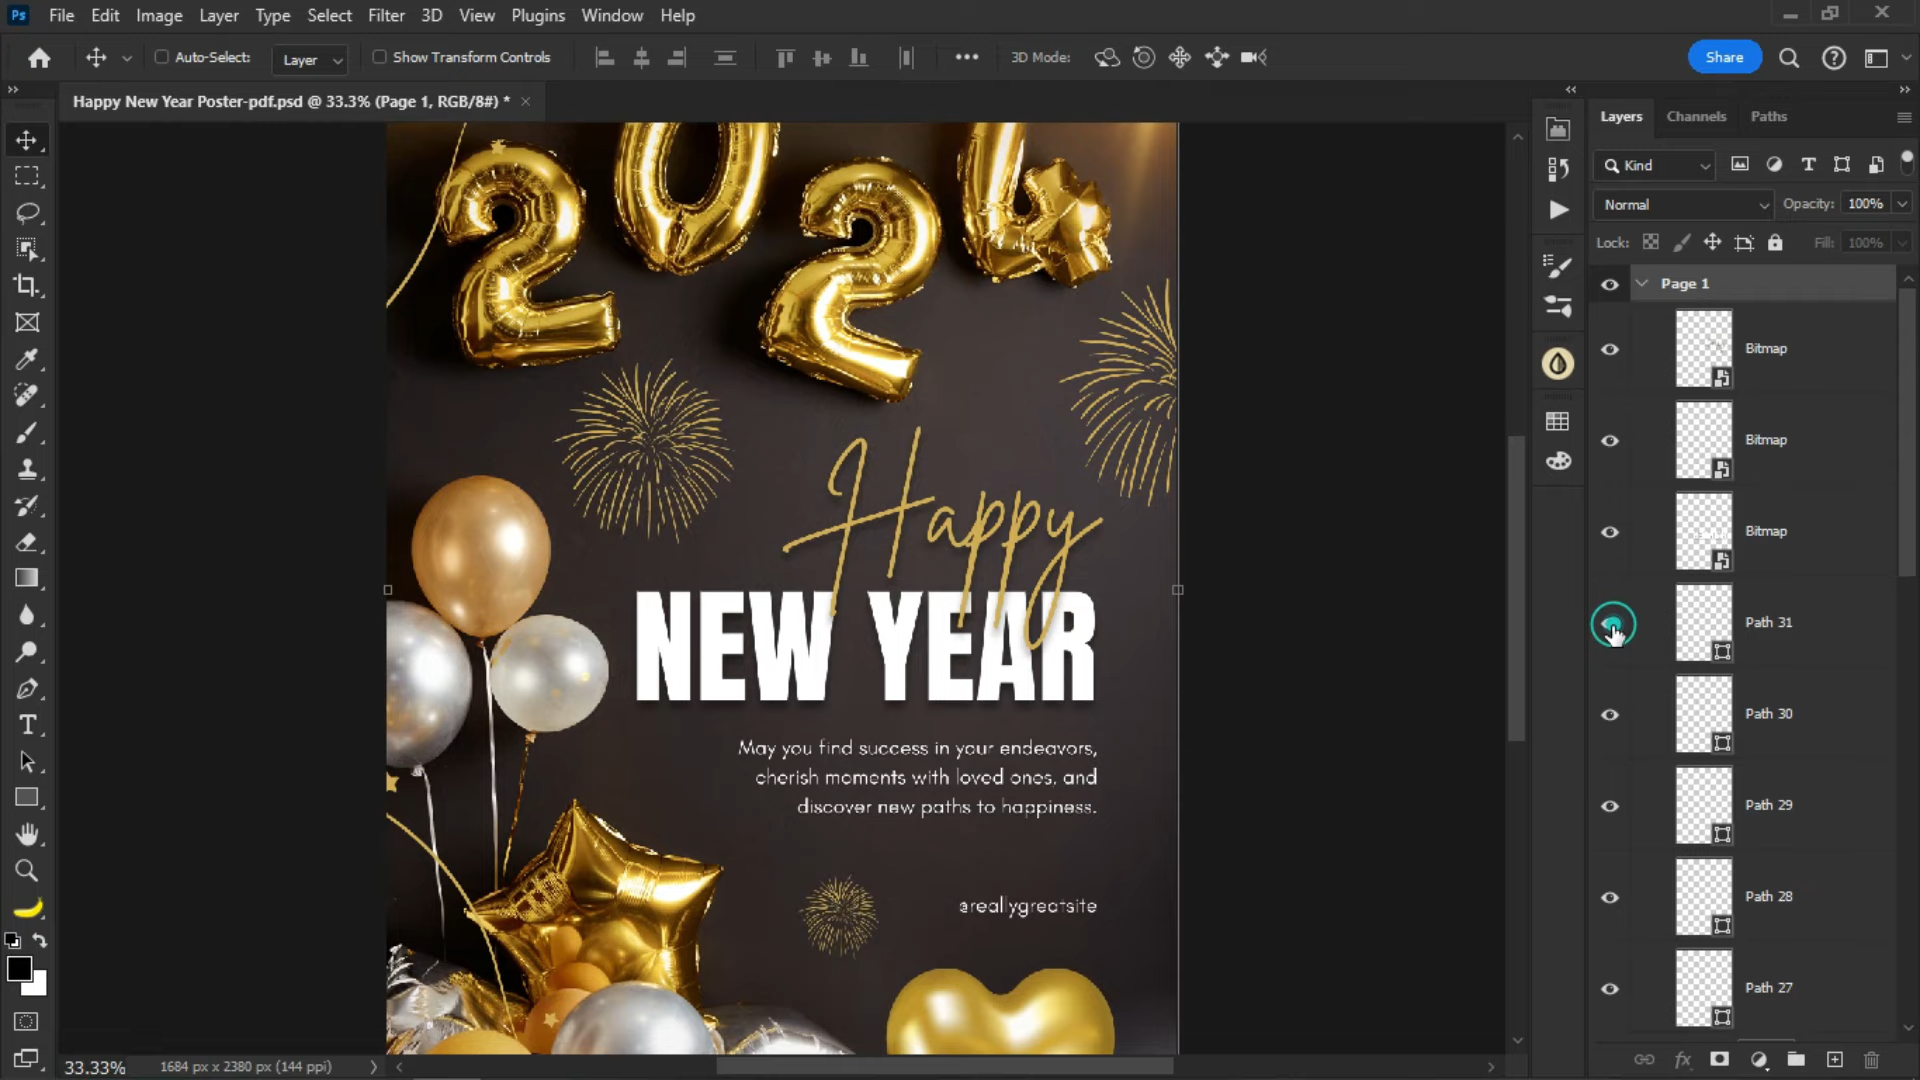 Ps File Edit Image Layer Type Select Filter 3D View Plugins Window Help
Auto-Select: Layer Show Transform Controls 3D Mode: Share
Happy New Year Poster-pdf.psd @ 33.3% (Page 1, RGB/8#) *
Layers Channels Paths
Kind
Normal Opacity: 100%
Lock: Fill: 100%
Page 1
Bitmap
Bitmap
Bitmap
Path 31
Path 30
Path 29
Path 28
Path 27
2024
Happy
NEW YEAR
May you find success in your endeavors,
cherish moments with loved ones, and
discover new paths to happiness.
@reallygreatsite
33.33% 1684 px x 2380 px (144 ppi)